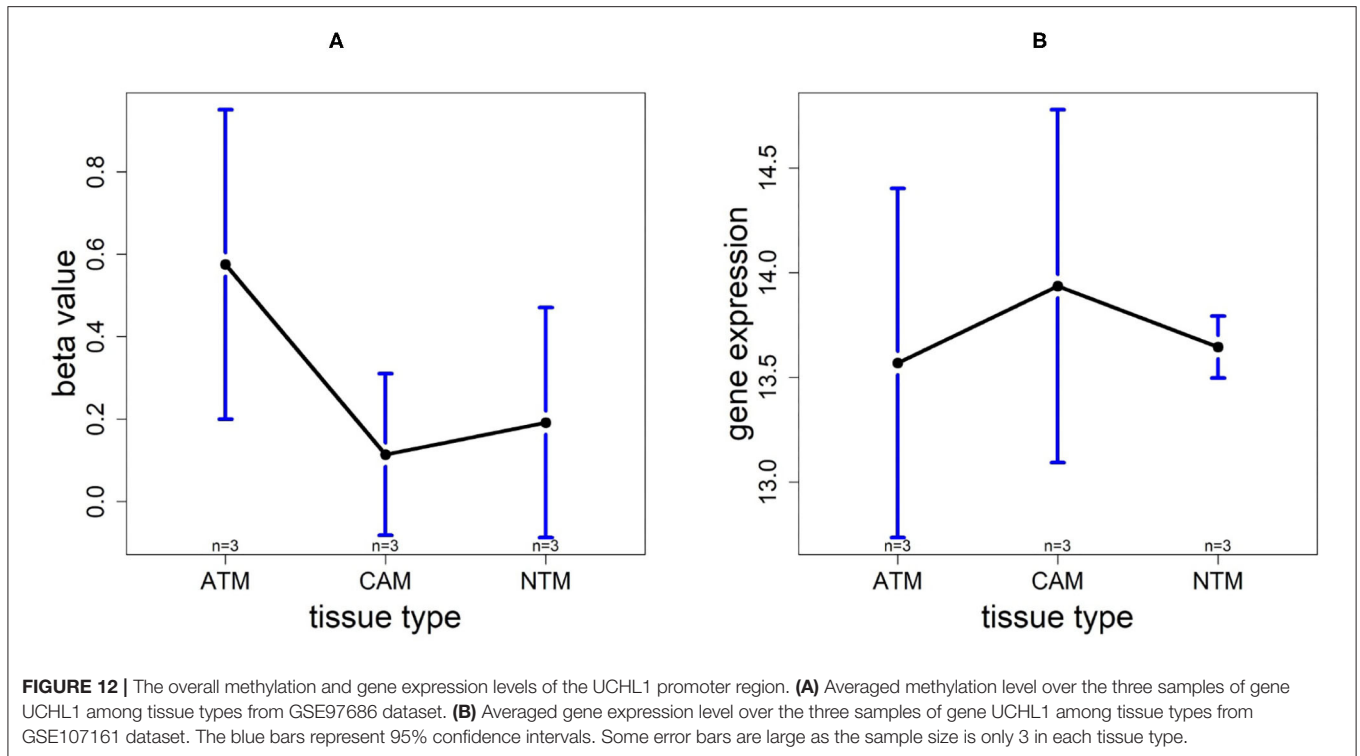 A
B
beta value
0.0
0.2
0.4
0.6
0.8
n=3
n=3
n=3
ATM
CAM
NTM
tissue type
gene expression
13.0
13.5
14.0
14.5
n=3
n=3
n=3
ATM
CAM
NTM
tissue type
FIGURE 12 | The overall methylation and gene expression levels of the UCHL1 promoter region. (A) Averaged methylation level over the three samples of gene
UCHL1 among tissue types from GSE97686 dataset. (B) Averaged gene expression level over the three samples of gene UCHL1 among tissue types from
GSE107161 dataset. The blue bars represent 95% confidence intervals. Some error bars are large as the sample size is only 3 in each tissue type.